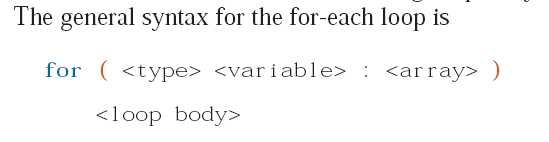 The general syntax for the for-each loop is
for ( <type> <variable> : <array> )
<loop body>